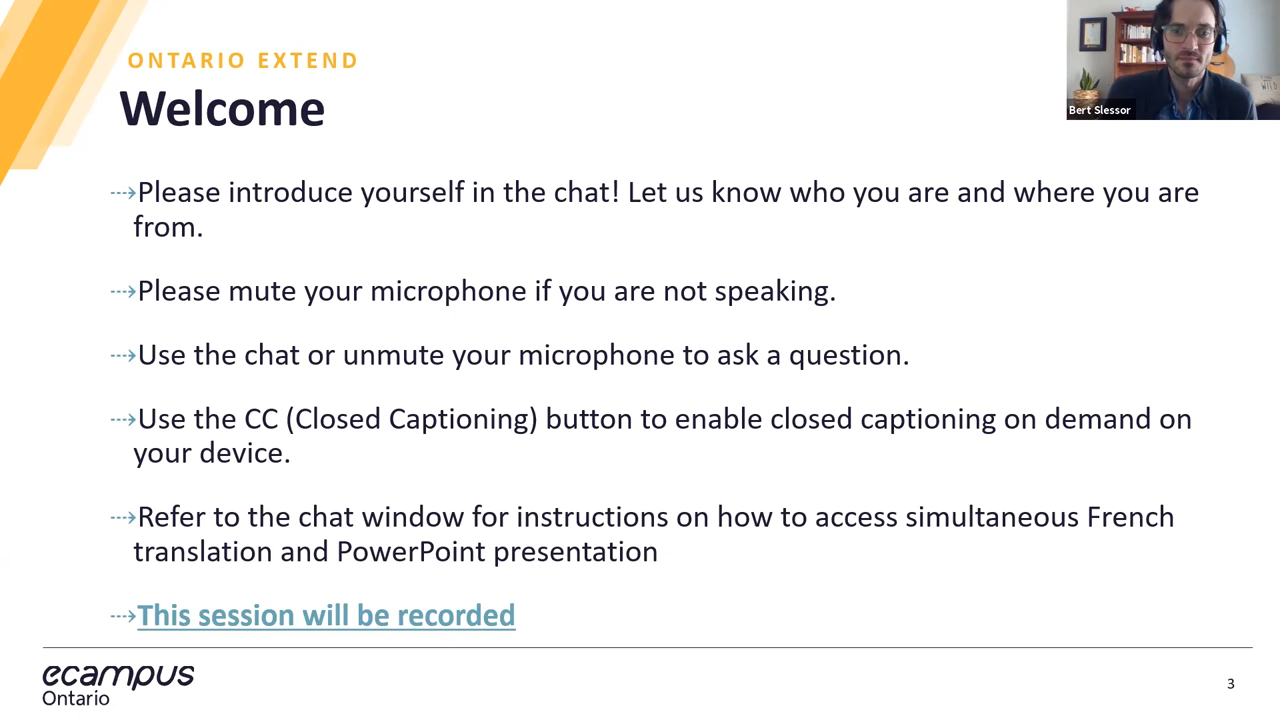 ONTARIO EXTEND
Welcome
Bert Slessor
⇢Please introduce yourself in the chat! Let us know who you are and where you are
from.
⇢Please mute your microphone if you are not speaking.
⇢Use the chat or unmute your microphone to ask a question.
⇢Use the CC (Closed Captioning) button to enable closed captioning on demand on
your device.
⇢Refer to the chat window for instructions on how to access simultaneous French
translation and PowerPoint presentation
⇢This session will be recorded
ecampus
Ontario
3